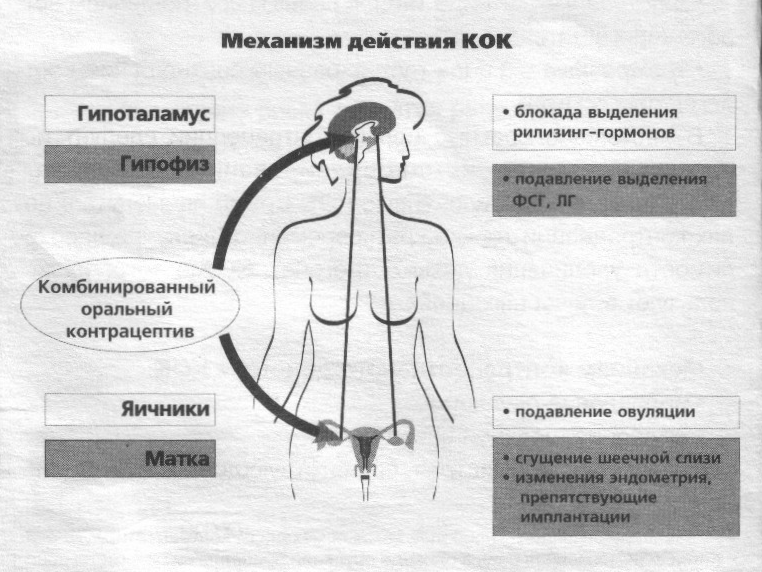 Механизм действия КОК
Гипоталамус
Гипофиз
• блокада выделения
рилизинг-гормонов
• подавление выделения
ФСГ, ЛГ
Комбинированный
оральный
контрацептив
Яичники
Матка
• подавление овуляции
• сгущение шеечной слизи
• изменения эндометрия,
препятствующие
имплантации